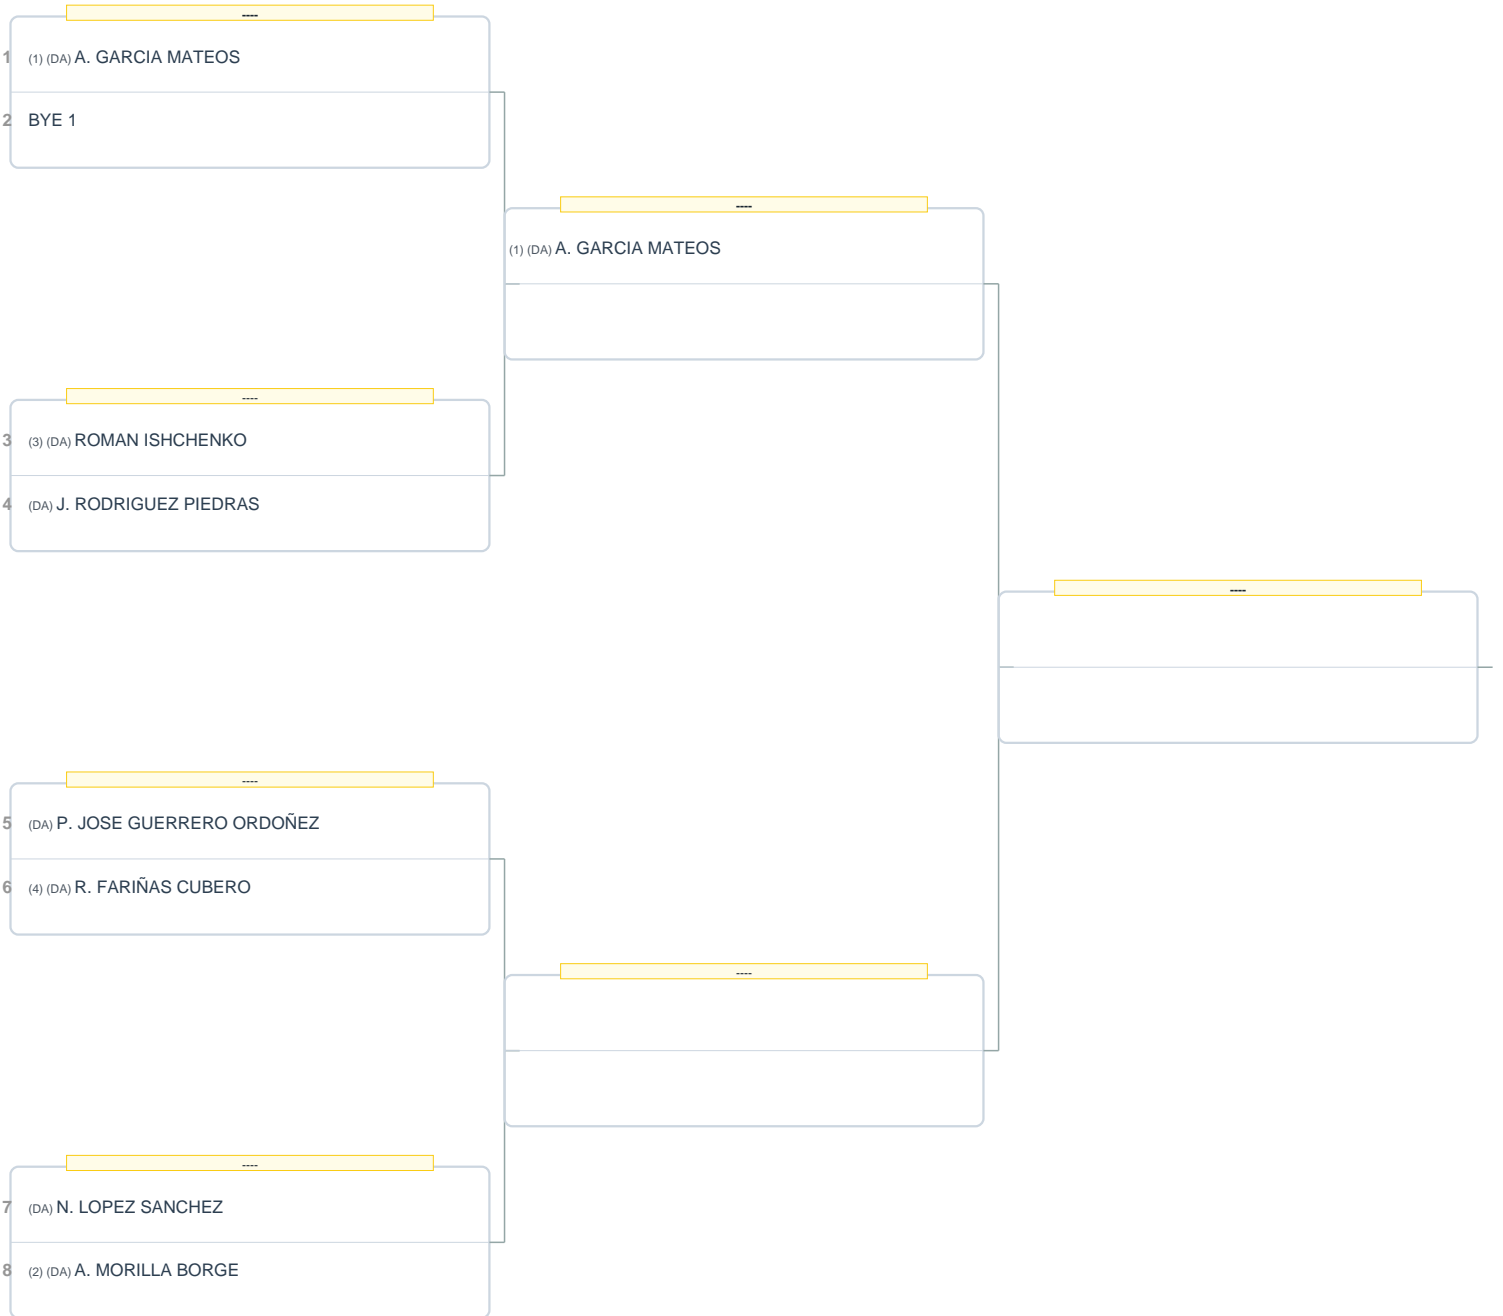 ----
1 (1) (DA) A. GARCIA MATEOS
2 BYE 1
----
(1) (DA) A. GARCIA MATEOS
----
3 (3) (DA) ROMAN ISHCHENKO
4 (DA) J. RODRIGUEZ PIEDRAS
----
----
5 (DA) P. JOSE GUERRERO ORDOÑEZ
6 (4) (DA) R. FARIÑAS CUBERO
----
----
7 (DA) N. LOPEZ SANCHEZ
8 (2) (DA) A. MORILLA BORGE